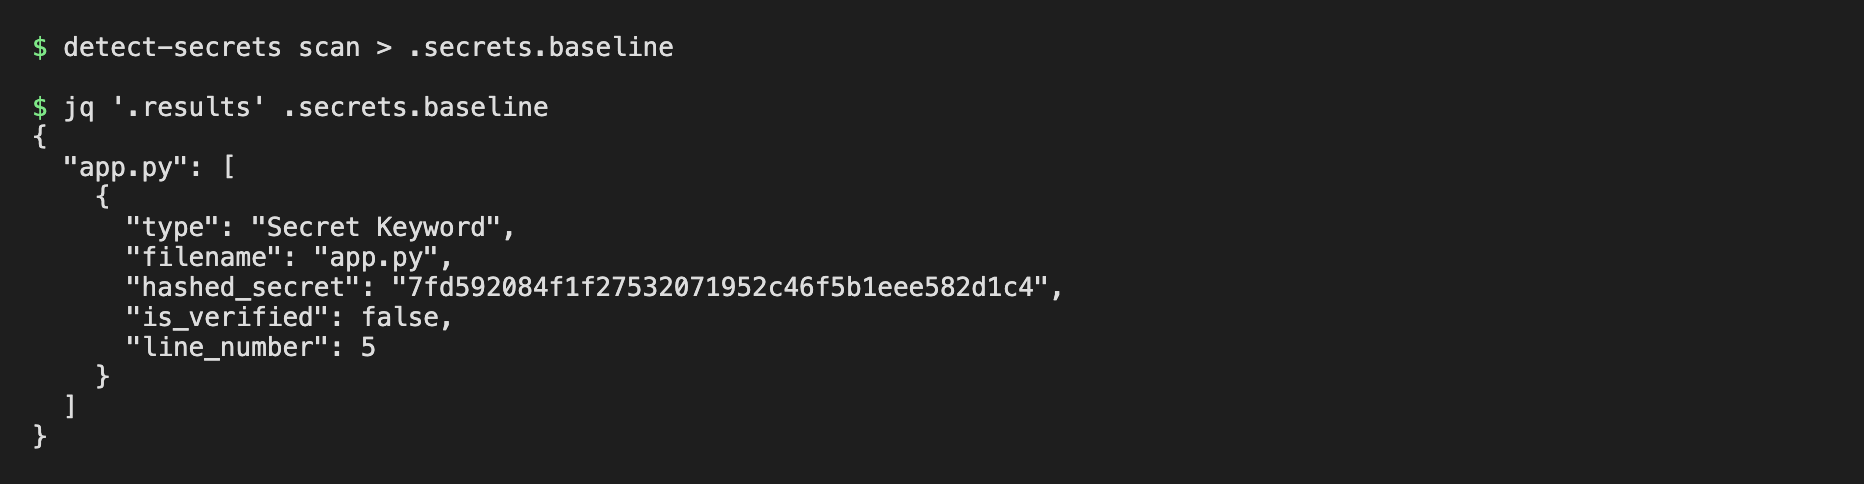 $ detect-secrets scan > .secrets.baseline
$ jq '.results' .secrets.baseline
{
  "app.py": [
    {
      "type": "Secret Keyword",
      "filename": "app.py",
      "hashed_secret": "7fd592084f1f27532071952c46f5b1eee582d1c4",
      "is_verified": false,
      "line_number": 5
    }
  ]
}